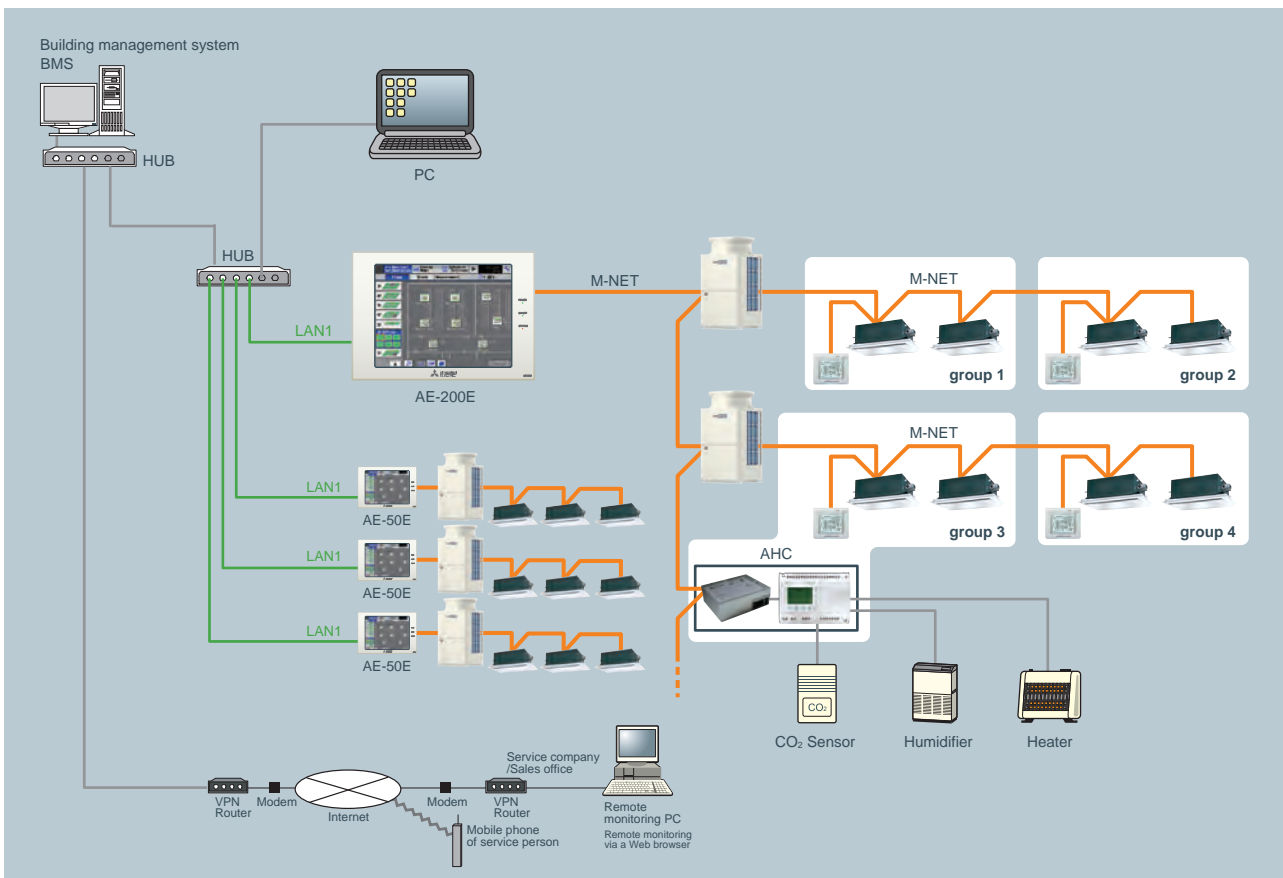 Building management system
BMS
HUB
PC
HUB
LAN1
AE-200E
M-NET
M-NET
group 1
group 2
M-NET
group 3
group 4
LAN1
AE-50E
LAN1
AE-50E
LAN1
AE-50E
AHC
CO₂
CO₂ Sensor
Humidifier
Heater
VPN
Router
Modem
Internet
Modem
VPN
Router
Service company
/Sales office
Mobile phone
of service person
Remote
monitoring PC
Remote monitoring
via a Web browser